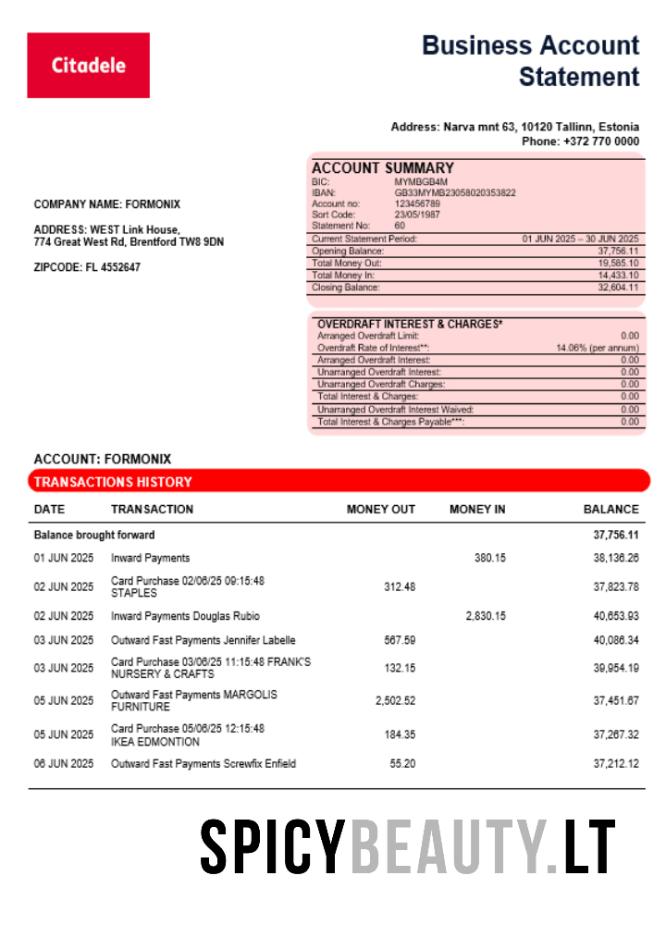 Citadele
Business Account
Statement
Address: Narva mnt 63, 10120 Tallinn, Estonia
Phone: +372 770 0000
COMPANY NAME: FORMONIX
ADDRESS: WEST Link House,
774 Great West Rd, Brentford TW8 9DN
ZIPCODE: FL 4552647
ACCOUNT SUMMARY
BIC: MYMBGB4M
IBAN: GB33MYMB23058020353822
Account no: 123456789
Sort Code: 23/05/1987
Statement No: 60
Current Statement Period: 01 JUN 2025 – 30 JUN 2025
Opening Balance: 37,756.11
Total Money Out: 19,585.10
Total Money In: 14,433.10
Closing Balance: 32,604.11
OVERDRAFT INTEREST & CHARGES*
Arranged Overdraft Limit: 0.00
Overdraft Rate of Interest**: 14.06% (per annum)
Arranged Overdraft Interest: 0.00
Unarranged Overdraft Interest: 0.00
Unarranged Overdraft Charges: 0.00
Total Interest & Charges: 0.00
Unarranged Overdraft Interest Waived: 0.00
Total Interest & Charges Payable***: 0.00
ACCOUNT: FORMONIX
TRANSACTIONS HISTORY
DATE TRANSACTION MONEY OUT MONEY IN BALANCE
Balance brought forward 37,756.11
01 JUN 2025 Inward Payments 380.15 38,136.26
02 JUN 2025 Card Purchase 02/06/25 09:15:48 312.48 37,823.78
STAPLES
02 JUN 2025 Inward Payments Douglas Rubio 2,830.15 40,653.93
03 JUN 2025 Outward Fast Payments Jennifer Labelle 567.59 40,086.34
03 JUN 2025 Card Purchase 03/06/25 11:15:48 FRANK'S 132.15 39,954.19
NURSERY & CRAFTS
05 JUN 2025 Outward Fast Payments MARGOLIS 2,502.52 37,451.67
FURNITURE
05 JUN 2025 Card Purchase 05/06/25 12:15:48 184.35 37,267.32
IKEA EDMONTION
06 JUN 2025 Outward Fast Payments Screwfix Enfield 55.20 37,212.12
SPICYBEAUTY.LT